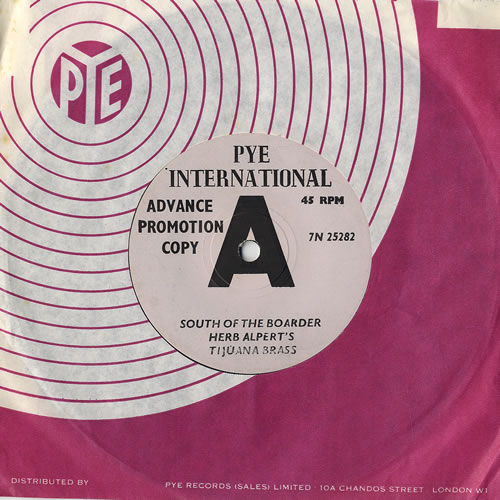 PYE
PYE
INTERNATIONAL
ADVANCE
PROMOTION
COPY
A
45 RPM
7N 25282
SOUTH OF THE BOARDER
HERB ALPERT'S
TIJUANA BRASS
DISTRIBUTED BY PYE RECORDS (SALES) LIMITED · 10A CHANDOS STREET LONDON W1